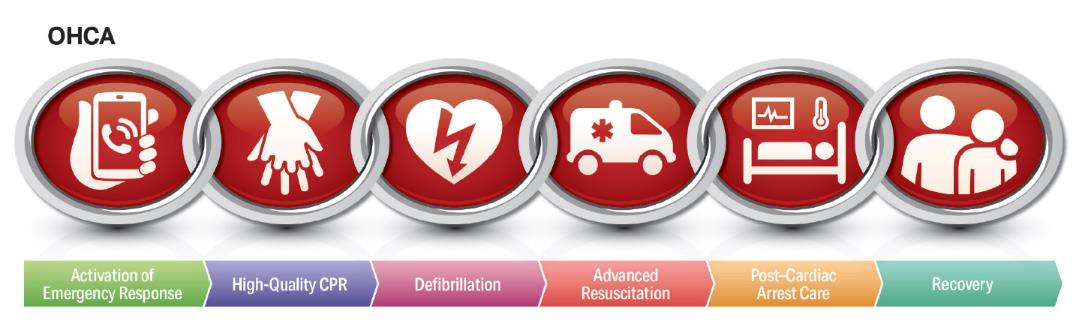 OHCA
Activation of
Emergency Response
High-Quality CPR
Defibrillation
Advanced
Resuscitation
Post–Cardiac
Arrest Care
Recovery